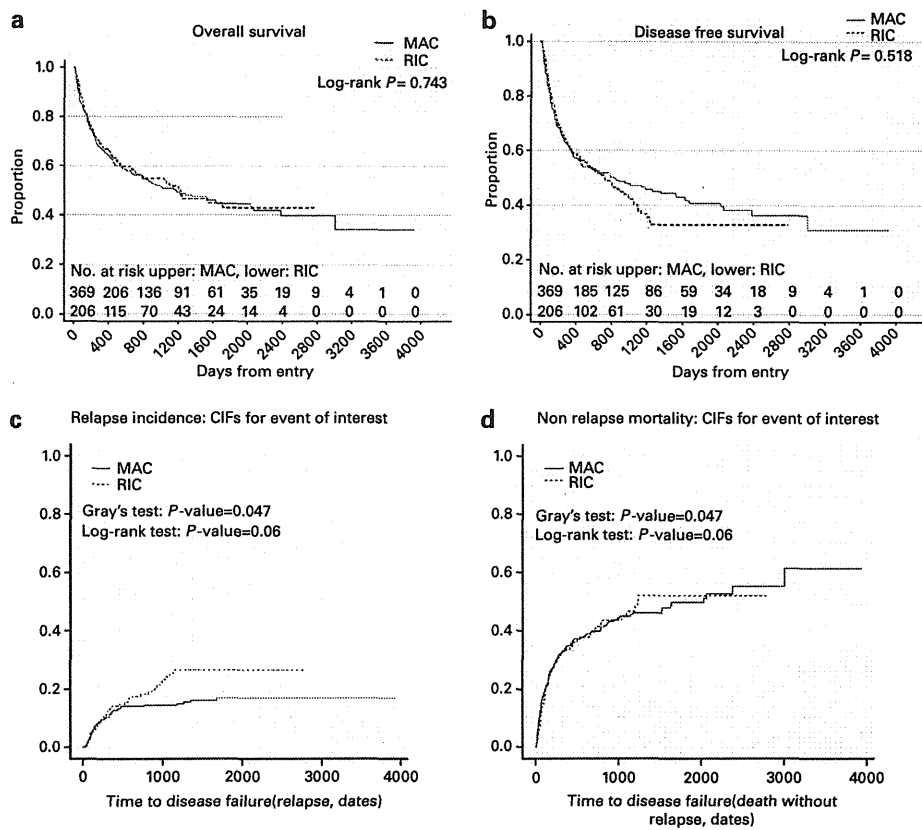 a
Overall survival
MAC
RIC
Log-rank P= 0.743
1.0
0.8
0.6
0.4
0.2
0.0
Proportion
No. at risk upper: MAC, lower: RIC
369 206 136 91 61 35 19 9 4 1 0
206 115 70 43 24 14 4 0 0 0 0
0 400 800 1200 1600 2000 2400 2800 3200 3600 4000
Days from entry
b
Disease free survival
MAC
RIC
Log-rank P= 0.518
1.0
0.8
0.6
0.4
0.2
0.0
Proportion
No. at risk upper: MAC, lower: RIC
369 185 125 86 59 34 18 9 4 1 0
206 102 61 30 19 12 3 0 0 0 0
0 400 800 1200 1600 2000 2400 2800 3200 3600 4000
Days from entry
c
Relapse incidence: CIFs for event of interest
1.0
0.8
0.6
0.4
0.2
0.0
MAC
RIC
Gray's test: P-value=0.047
Log-rank test: P-value=0.06
0 1000 2000 3000 4000
Time to disease failure(relapse, dates)
d
Non relapse mortality: CIFs for event of interest
1.0
0.8
0.6
0.4
0.2
0.0
MAC
RIC
Gray's test: P-value=0.047
Log-rank test: P-value=0.06
0 1000 2000 3000 4000
Time to disease failure(death without
relapse, dates)